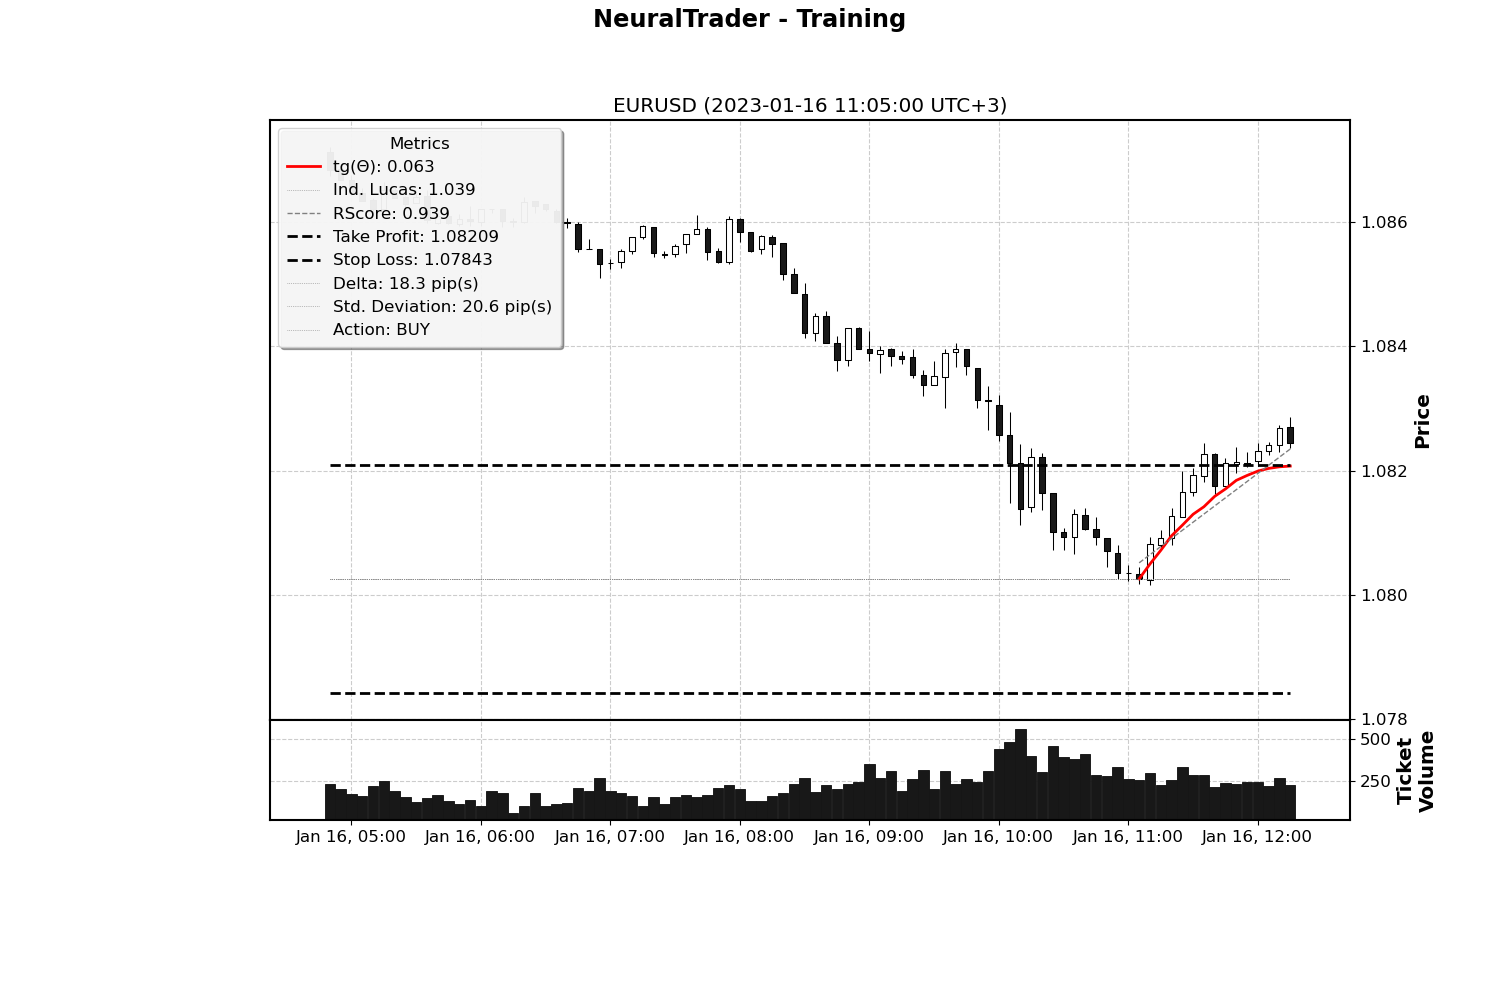 NeuralTrader - Training
EURUSD (2023-01-16 11:05:00 UTC+3)
Metrics
tg(Θ): 0.063
Ind. Lucas: 1.039
RScore: 0.939
Take Profit: 1.08209
Stop Loss: 1.07843
Delta: 18.3 pip(s)
Std. Deviation: 20.6 pip(s)
Action: BUY
1.086
1.084
1.082
1.080
1.078
Price
500
250
Ticket
Volume
Jan 16, 05:00
Jan 16, 06:00
Jan 16, 07:00
Jan 16, 08:00
Jan 16, 09:00
Jan 16, 10:00
Jan 16, 11:00
Jan 16, 12:00